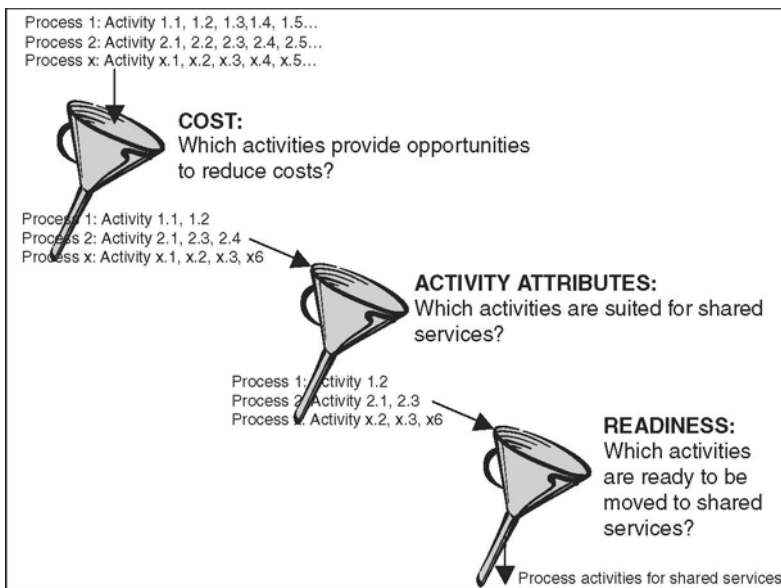 Process 1: Activity 1.1, 1.2, 1.3,1.4, 1.5...
Process 2: Activity 2.1, 2.2, 2.3, 2.4, 2.5...
Process x: Activity x.1, x.2, x.3, x.4, x.5...
COST:
Which activities provide opportunities
to reduce costs?
Process 1: Activity 1.1, 1.2
Process 2: Activity 2.1, 2.3, 2.4
Process x: Activity x.1, x.2, x.3, x6
ACTIVITY ATTRIBUTES:
Which activities are suited for shared
services?
Process 1: Activity 1.2
Process 2: Activity 2.1, 2.3
Process x: Activity x.2, x.3, x6
READINESS:
Which activities
are ready to be
moved to shared
services?
Process activities for shared services